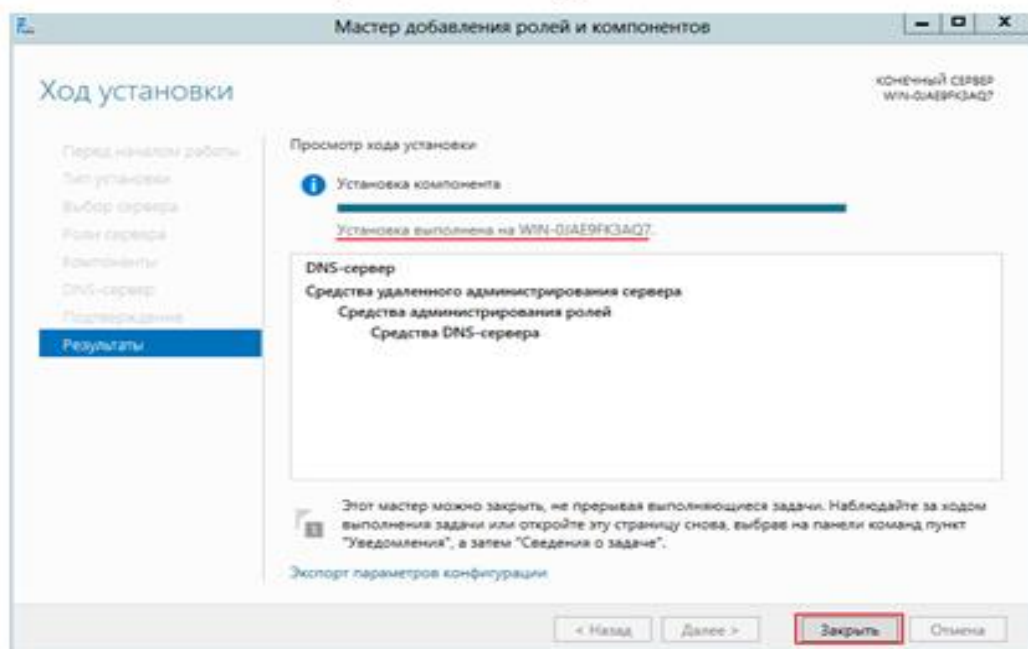 Мастер добавления ролей и компонентов
Ход установки
КОНЕЧНЫЙ СЕРВЕР
WIN-0JAE9FK3AQ7
Перед началом работы
Тип установки
Выбор сервера
Роли сервера
Компоненты
DNS-сервер
Подтверждение
Результаты
Просмотр хода установки
Установка компонента
Установка выполнена на WIN-0JAE9FK3AQ7.
DNS-сервер
Средства удаленного администрирования сервера
Средства администрирования ролей
Средства DNS-сервера
Этот мастер можно закрыть, не прерывая выполняющиеся задачи. Наблюдайте за ходом
выполнения задачи или откройте эту страницу снова, выбрав на панели команд пункт
"Уведомления", а затем "Сведения о задаче".
Экспорт параметров конфигурации
< Назад
Далее >
Закрыть
Отмена